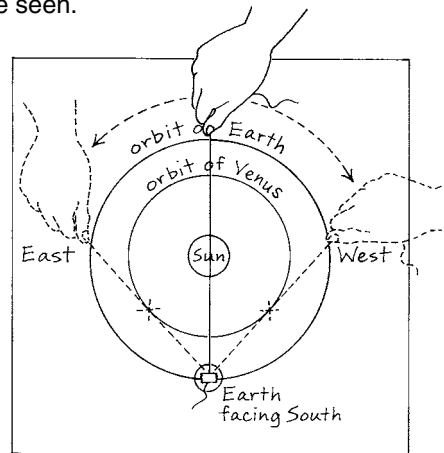 e seen.
orbit of Earth
orbit of Venus
East
Sun
West
Earth
facing South